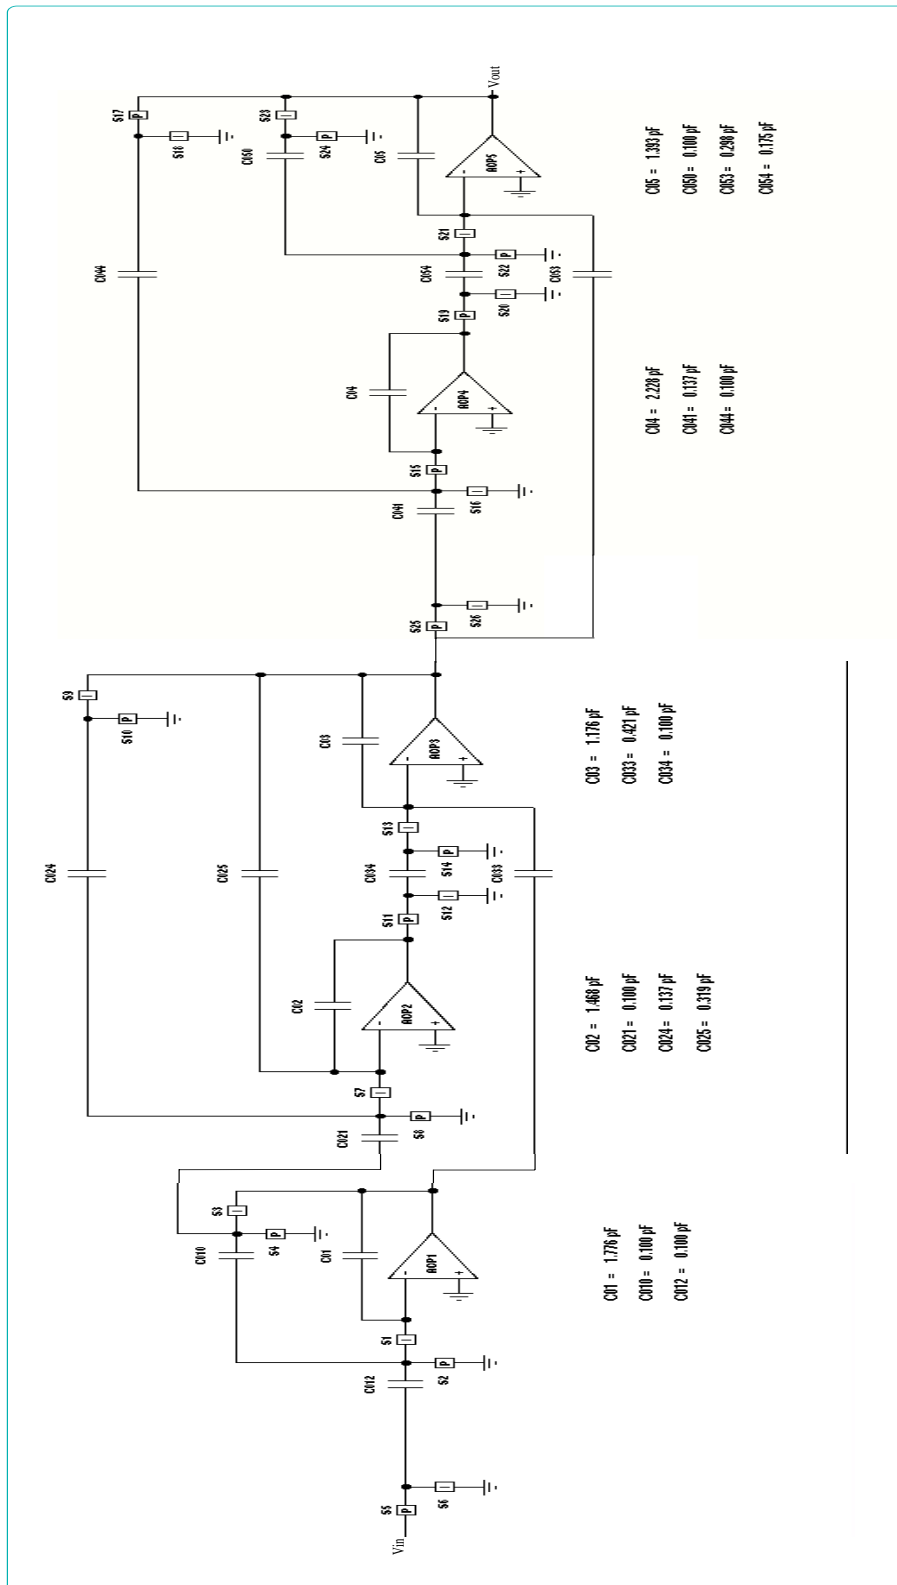 Vin
S5
P
S6
I
C012
S2
P
S1
I
C010
S4
P
S3
I
C01
AOP1
-
+
C01 = 1.776 pF
C010 = 0.100 pF
C012 = 0.100 pF
C021
S8
P
S7
I
C02
AOP2
-
+
C024
C025
S11
P
S12
I
C034
S14
P
S13
I
C033
C03
AOP3
-
+
S9
I
S10
P
C02 = 1.468 pF
C021 = 0.100 pF
C024 = 0.137 pF
C025 = 0.319 pF
C03 = 1.176 pF
C033 = 0.421 pF
C034 = 0.100 pF
S25
P
S26
I
C041
S16
I
S15
P
C04
AOP4
-
+
C044
S19
P
S20
I
C054
S22
P
S21
I
C053
C05
AOP5
-
+
C050
S24
P
S23
I
S17
P
S18
I
Vout
C04 = 2.228 pF
C041 = 0.137 pF
C044 = 0.100 pF
C05 = 1.393 pF
C050 = 0.100 pF
C053 = 0.298 pF
C054 = 0.175 pF